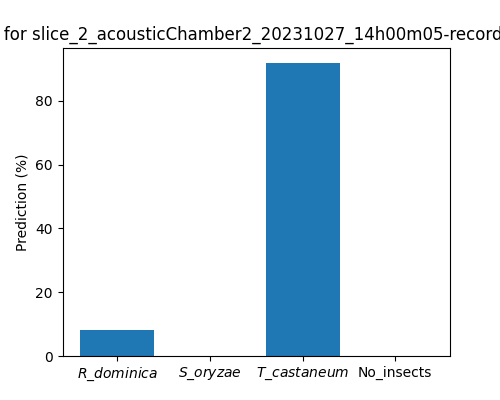 for slice_2_acousticChamber2_20231027_14h00m05-record
Prediction (%)
80
60
40
20
0
R_dominica S_oryzae T_castaneum No_insects